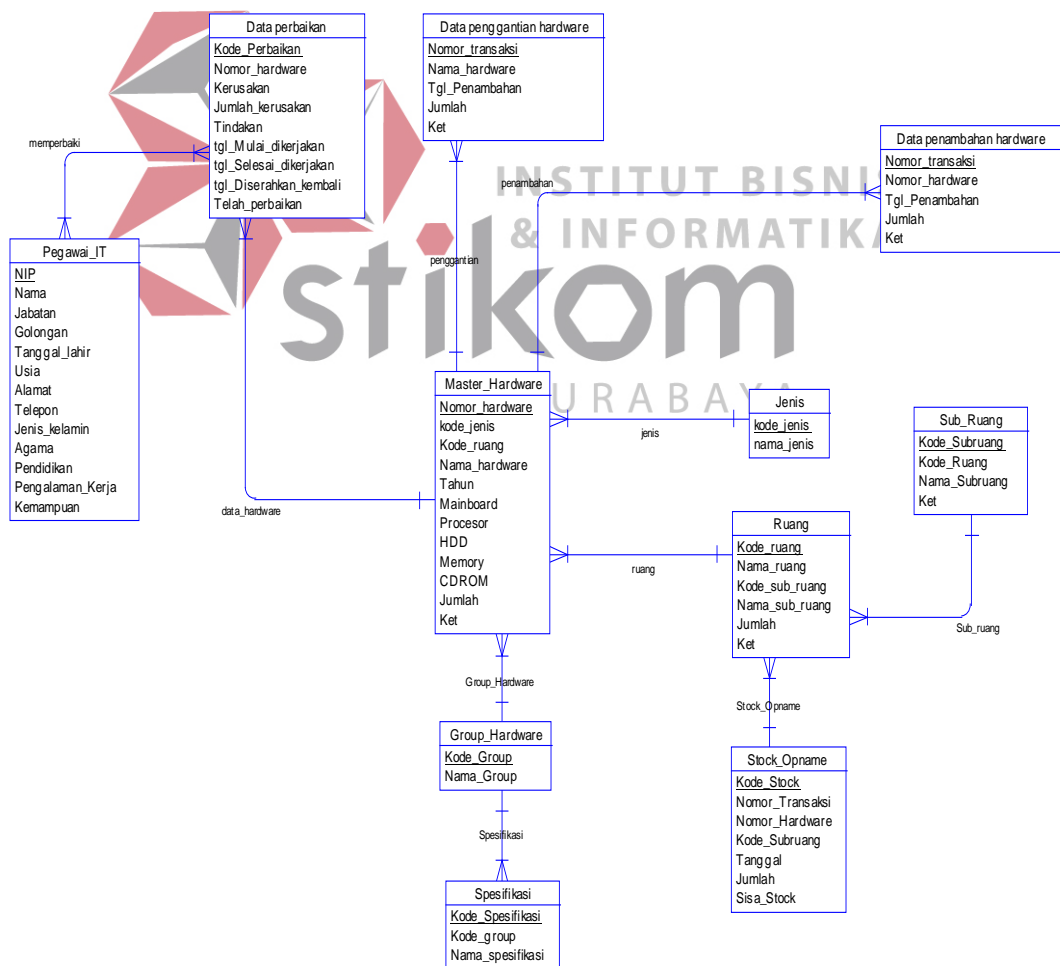 Data perbaikan
Kode_Perbaikan
Nomor_hardware
Kerusakan
Jumlah_kerusakan
Tindakan
tgl_Mulai_dikerjakan
tgl_Selesai_dikerjakan
tgl_Diserahkan_kembali
Telah_perbaikan
Data penggantian hardware
Nomor_transaksi
Nama_hardware
Tgl_Penambahan
Jumlah
Ket
Data penambahan hardware
Nomor_transaksi
Nomor_hardware
Tgl_Penambahan
Jumlah
Ket
memperbaiki
penambahan
penggantian
INSTITUT BISNIS
& INFORMATIKA
stikom
SURABAYA
Pegawai_IT
NIP
Nama
Jabatan
Golongan
Tanggal_lahir
Usia
Alamat
Telepon
Jenis_kelamin
Agama
Pendidikan
Pengalaman_Kerja
Kemampuan
data_hardware
Master_Hardware
Nomor_hardware
kode_jenis
Kode_ruang
Nama_hardware
Tahun
Mainboard
Procesor
HDD
Memory
CDROM
Jumlah
Ket
jenis
Jenis
kode_jenis
nama_jenis
Sub_Ruang
Kode_Subruang
Kode_Ruang
Nama_Subruang
Ket
ruang
Ruang
Kode_ruang
Nama_ruang
Kode_sub_ruang
Nama_sub_ruang
Jumlah
Ket
Sub_ruang
Group_Hardware
Stock_Opname
Group_Hardware
Kode_Group
Nama_Group
Stock_Opname
Kode_Stock
Nomor_Transaksi
Nomor_Hardware
Kode_Subruang
Tanggal
Jumlah
Sisa_Stock
Spesifikasi
Spesifikasi
Kode_Spesifikasi
Kode_group
Nama_spesifikasi